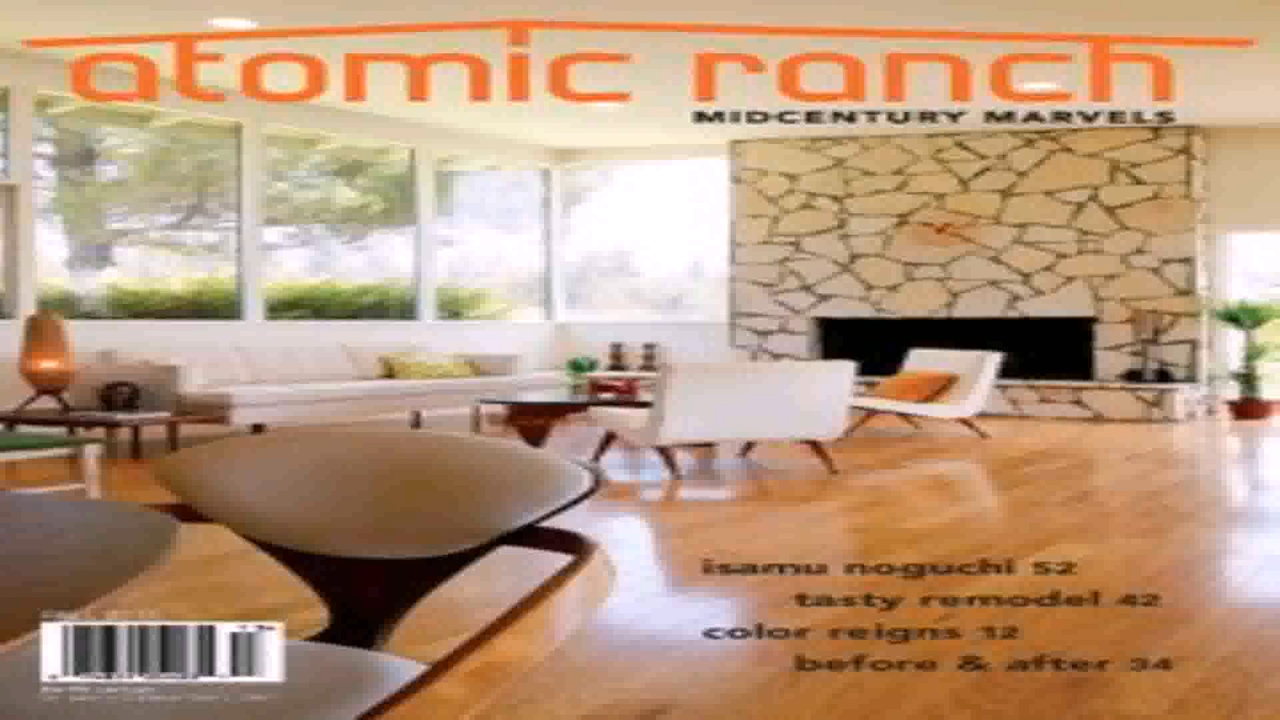 atomic ranch
MIDCENTURY MARVELS
isamu noguchi 52
tasty remodel 42
color reigns 12
before & after 34